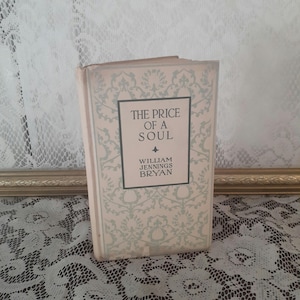 THE PRICE
OF A
SOUL
WILLIAM
JENNINGS
BRYAN